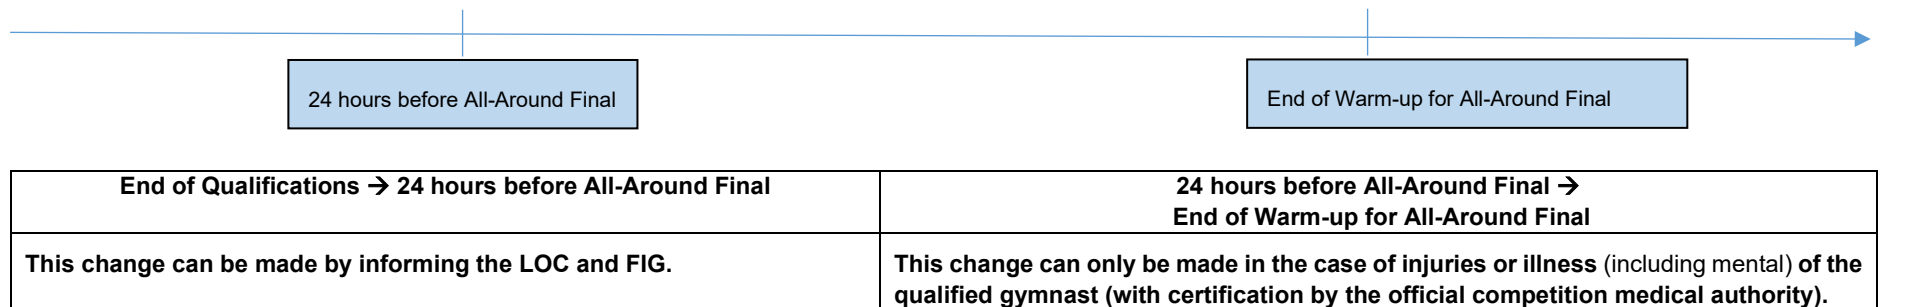 24 hours before All-Around Final
End of Warm-up for All-Around Final
End of Qualifications → 24 hours before All-Around Final
24 hours before All-Around Final →
End of Warm-up for All-Around Final
This change can be made by informing the LOC and FIG.
This change can only be made in the case of injuries or illness (including mental) of the
qualified gymnast (with certification by the official competition medical authority).